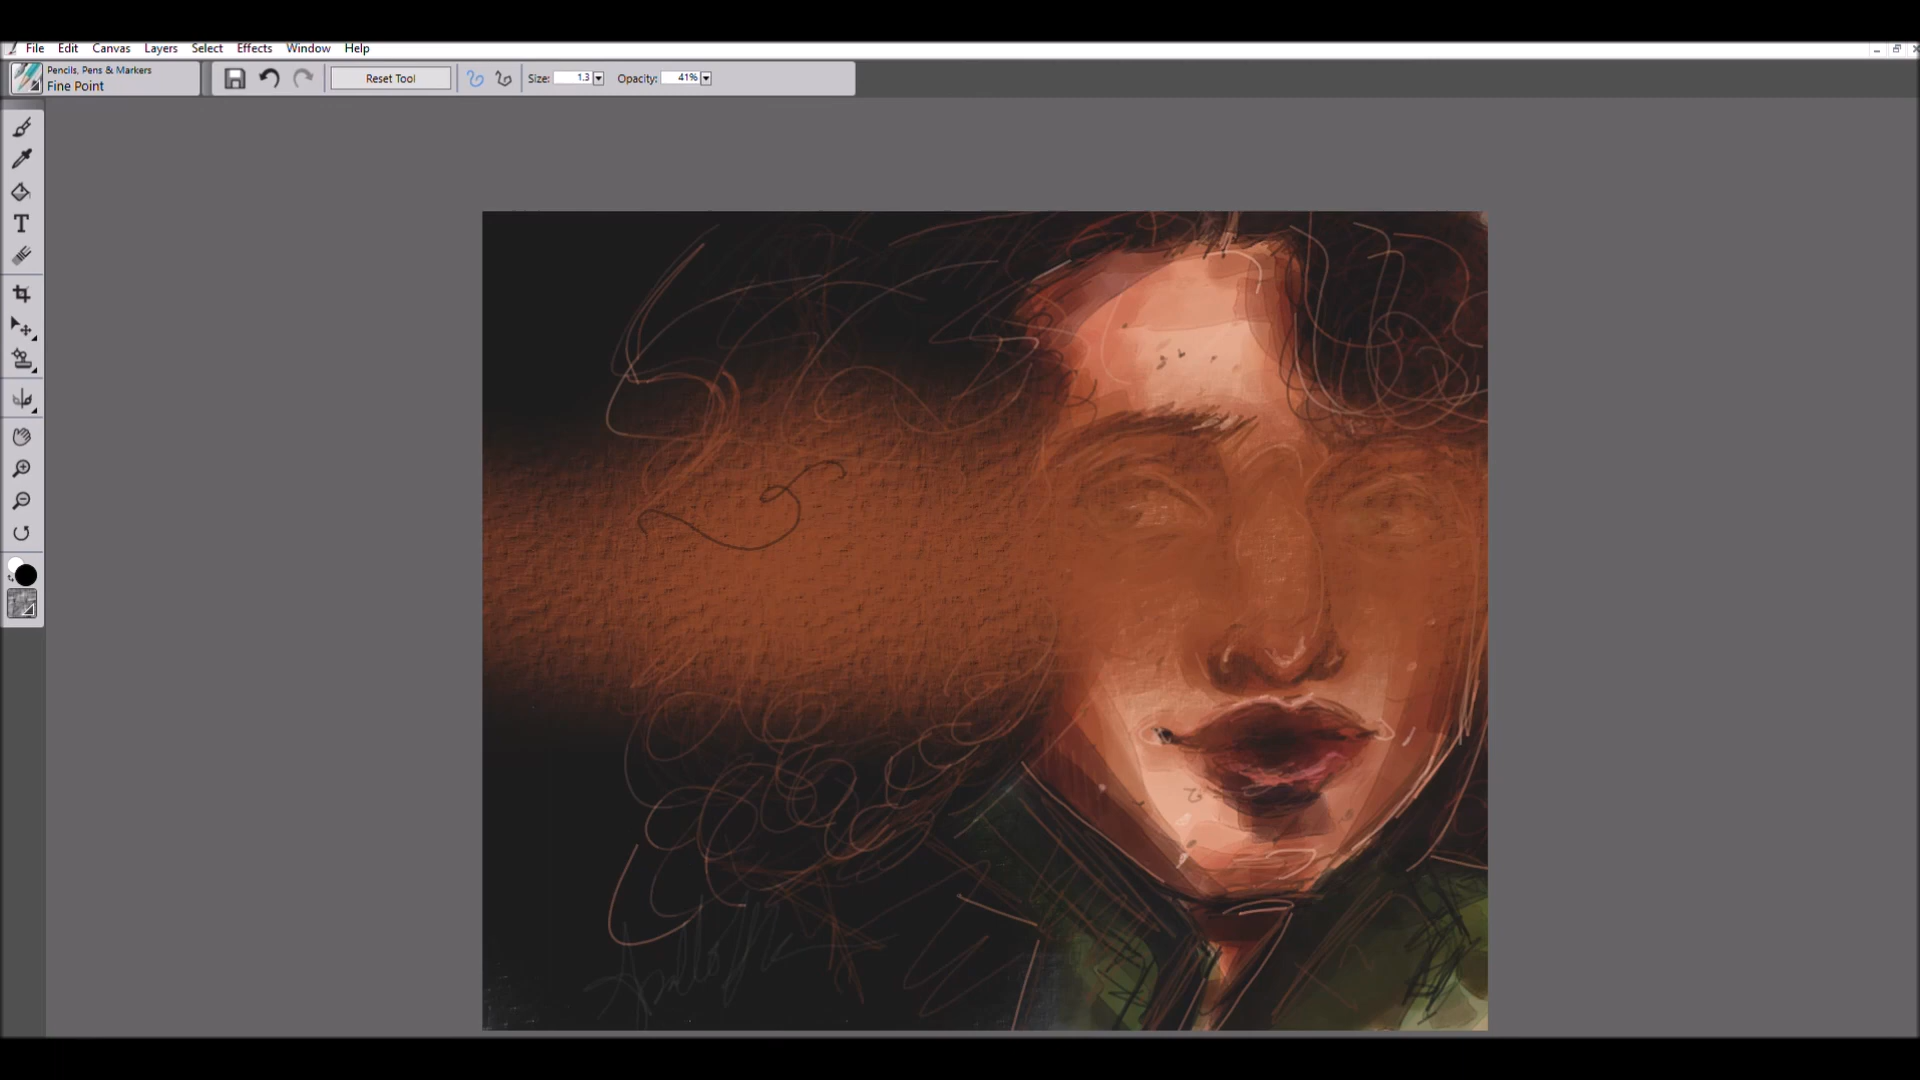 File Edit Canvas Layers Select Effects Window Help
Pencils, Pens & Markers
Fine Point
Reset Tool Size: 1.3 Opacity: 41%